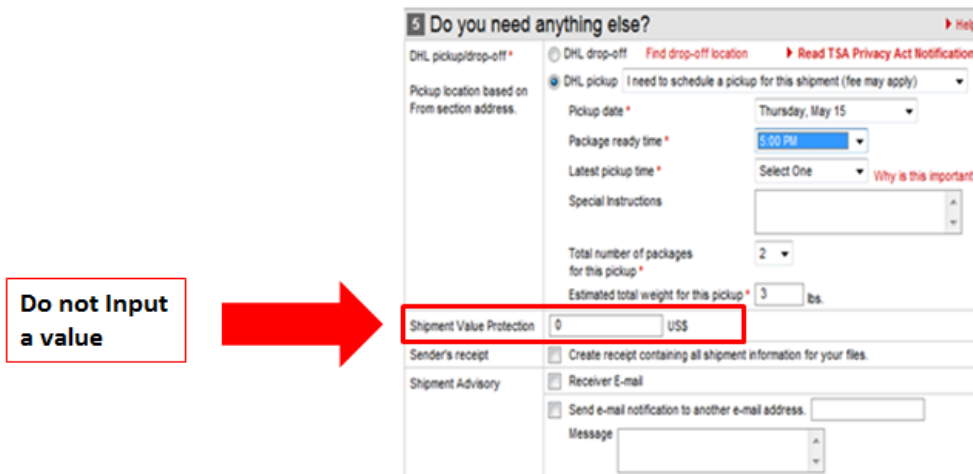 5 Do you need anything else?
Help
DHL pickup/drop-off *
DHL drop-off Find drop-off location Read TSA Privacy Act Notification
Pickup location based on
From section address.
DHL pickup I need to schedule a pickup for this shipment (fee may apply)
Pickup date * Thursday, May 15
Package ready time * 5:00 PM
Latest pickup time * Select One Why is this important
Special Instructions
Total number of packages
for this pickup * 2
Estimated total weight for this pickup * 3 lbs.
Do not Input
a value
Shipment Value Protection 0 US$
Sender's receipt Create receipt containing all shipment information for your files.
Shipment Advisory Receiver E-mail
Send e-mail notification to another e-mail address.
Message